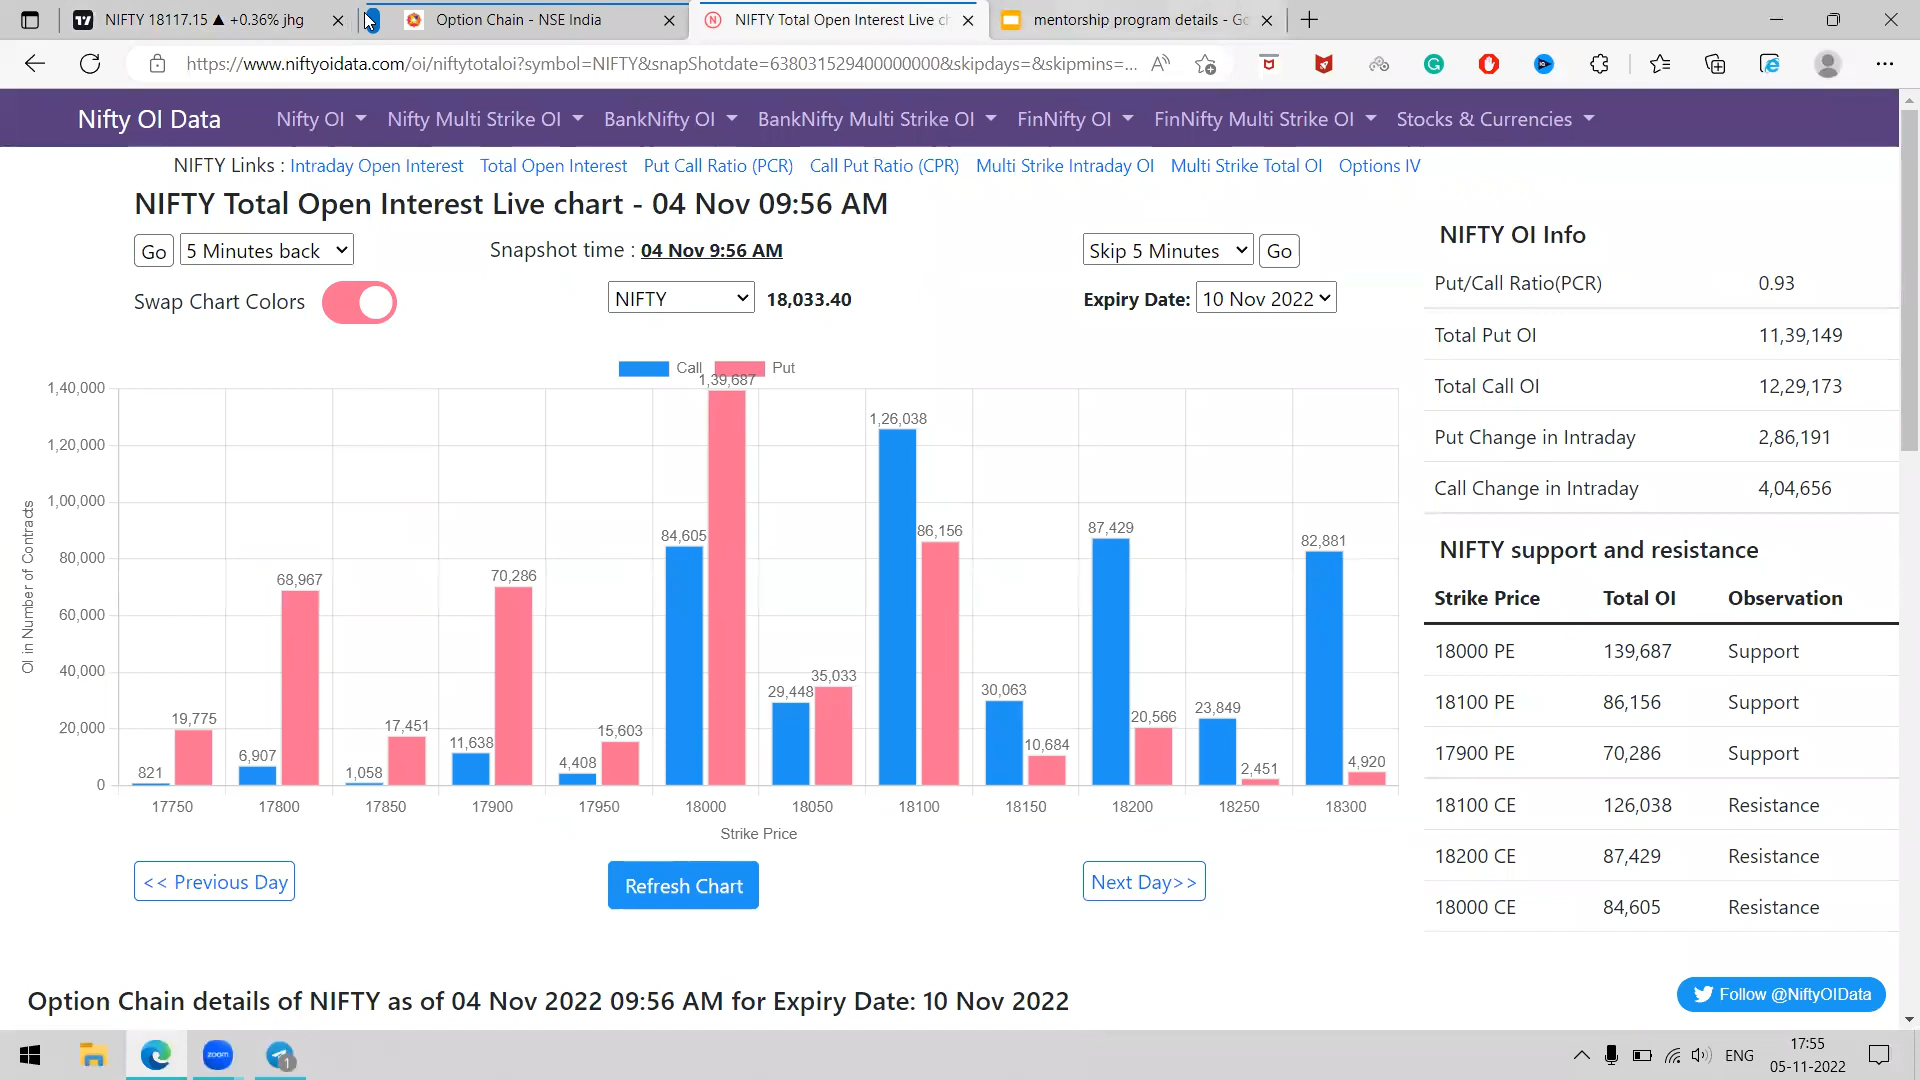 NIFTY 18117.15 ▲ +0.36% jhg
Option Chain - NSE India
NIFTY Total Open Interest Live ch
mentorship program details - Go
https://www.niftyoidata.com/oi/niftytotaloi?symbol=NIFTY&snapShotdate=638031529400000000&skipdays=&skipmins=...
Nifty OI Data
Nifty OI
Nifty Multi Strike OI
BankNifty OI
BankNifty Multi Strike OI
FinNifty OI
FinNifty Multi Strike OI
Stocks & Currencies
NIFTY Links : Intraday Open Interest Total Open Interest Put Call Ratio (PCR) Call Put Ratio (CPR) Multi Strike Intraday OI Multi Strike Total OI Options IV
NIFTY Total Open Interest Live chart - 04 Nov 09:56 AM
Go 5 Minutes back
Snapshot time : 04 Nov 9:56 AM
Skip 5 Minutes Go
Swap Chart Colors
NIFTY 18,033.40
Expiry Date: 10 Nov 2022
Call Put
OI in Number of Contracts
1,40,000
1,20,000
1,00,000
80,000
60,000
40,000
20,000
0
821 19,775
6,907 68,967
1,058 17,451
11,638 70,286
4,408 15,603
84,605 1,39,687
29,448 35,033
1,26,038 86,156
30,063 10,684
87,429 20,566
23,849 2,451
82,881 4,920
17750 17800 17850 17900 17950 18000 18050 18100 18150 18200 18250 18300
Strike Price
<< Previous Day
Refresh Chart
Next Day>>
NIFTY OI Info
Put/Call Ratio(PCR) 0.93
Total Put OI 11,39,149
Total Call OI 12,29,173
Put Change in Intraday 2,86,191
Call Change in Intraday 4,04,656
NIFTY support and resistance
Strike Price Total OI Observation
18000 PE 139,687 Support
18100 PE 86,156 Support
17900 PE 70,286 Support
18100 CE 126,038 Resistance
18200 CE 87,429 Resistance
18000 CE 84,605 Resistance
Option Chain details of NIFTY as of 04 Nov 2022 09:56 AM for Expiry Date: 10 Nov 2022
Follow @NiftyOIData
zoom
1
ENG
17:55
05-11-2022